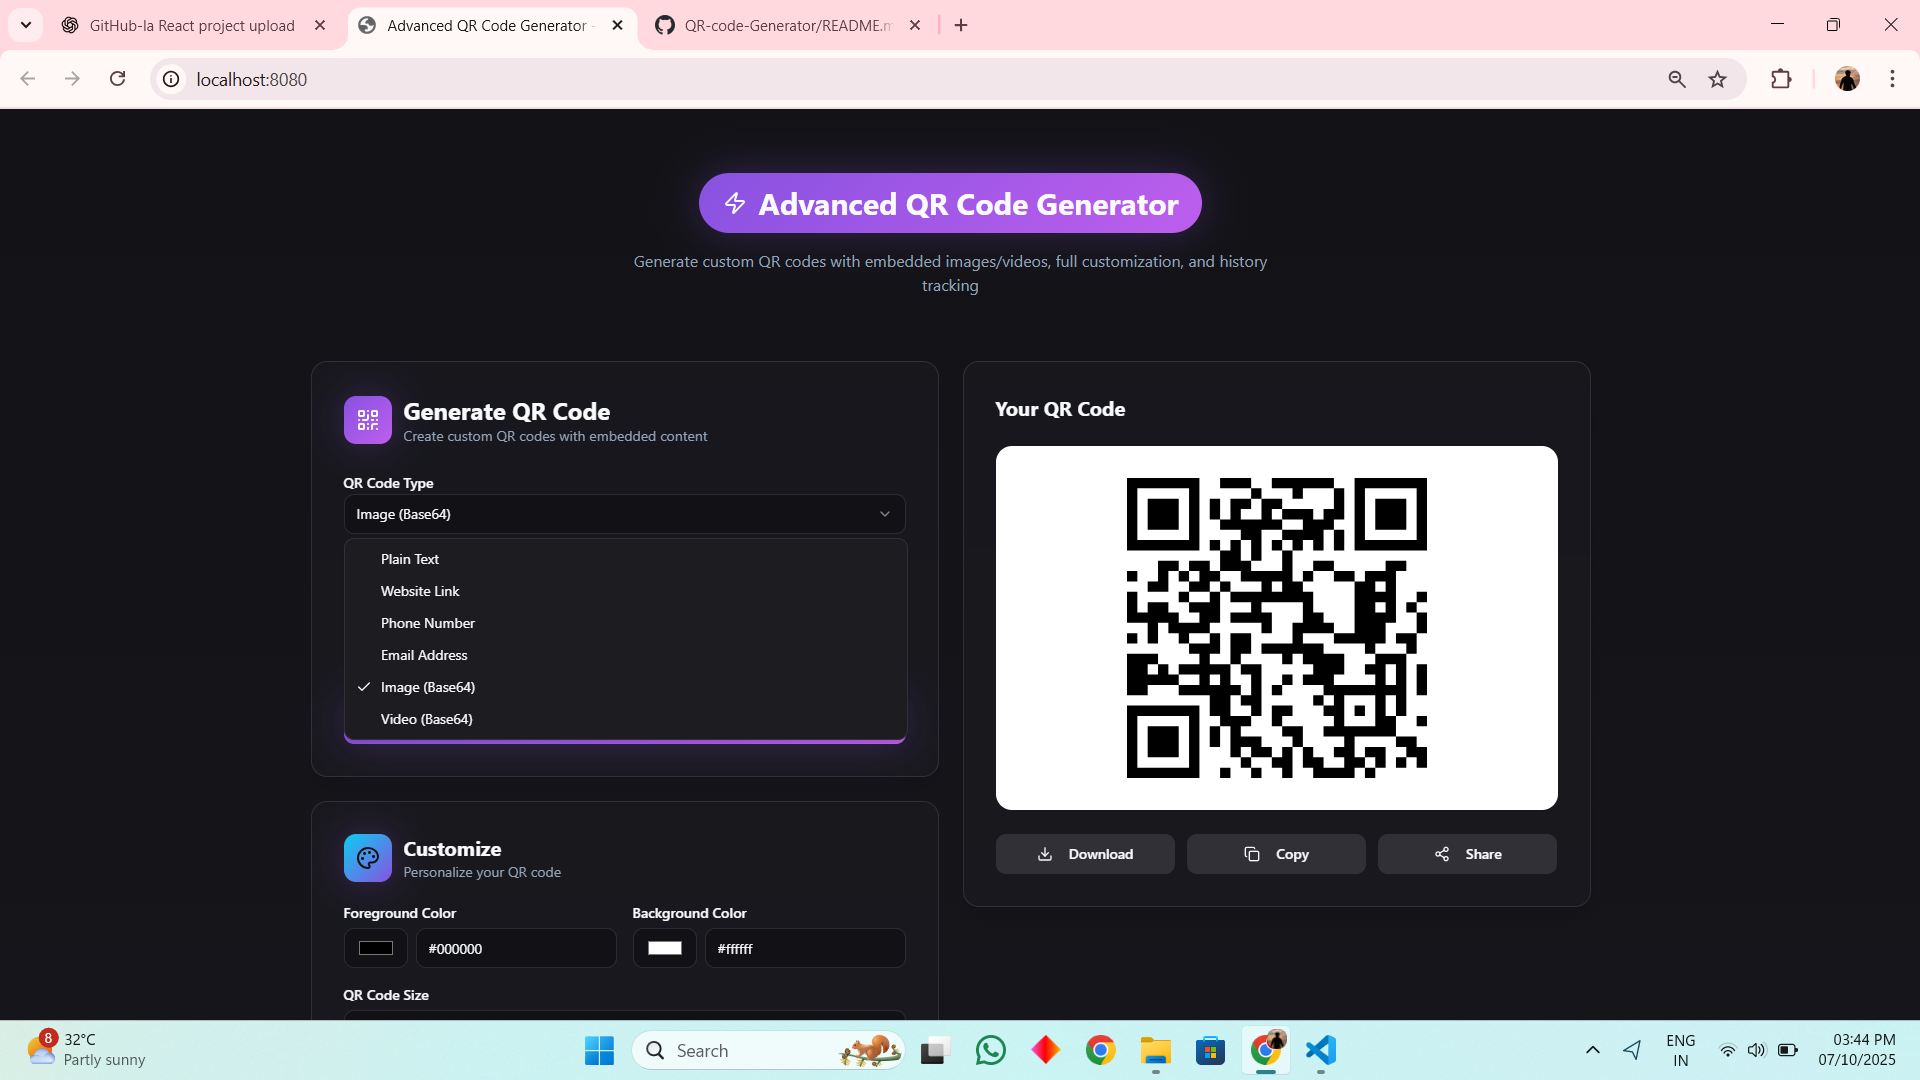 GitHub-la React project upload
Advanced QR Code Generator -
QR-code-Generator/README.m
localhost:8080
Advanced QR Code Generator
Generate custom QR codes with embedded images/videos, full customization, and history
tracking
Generate QR Code
Create custom QR codes with embedded content
QR Code Type
Image (Base64)
Plain Text
Website Link
Phone Number
Email Address
Image (Base64)
Video (Base64)
Your QR Code
Download
Copy
Share
Customize
Personalize your QR code
Foreground Color
Background Color
#000000
#ffffff
QR Code Size
8
32°C
Partly sunny
Search
ENG
IN
03:44 PM
07/10/2025